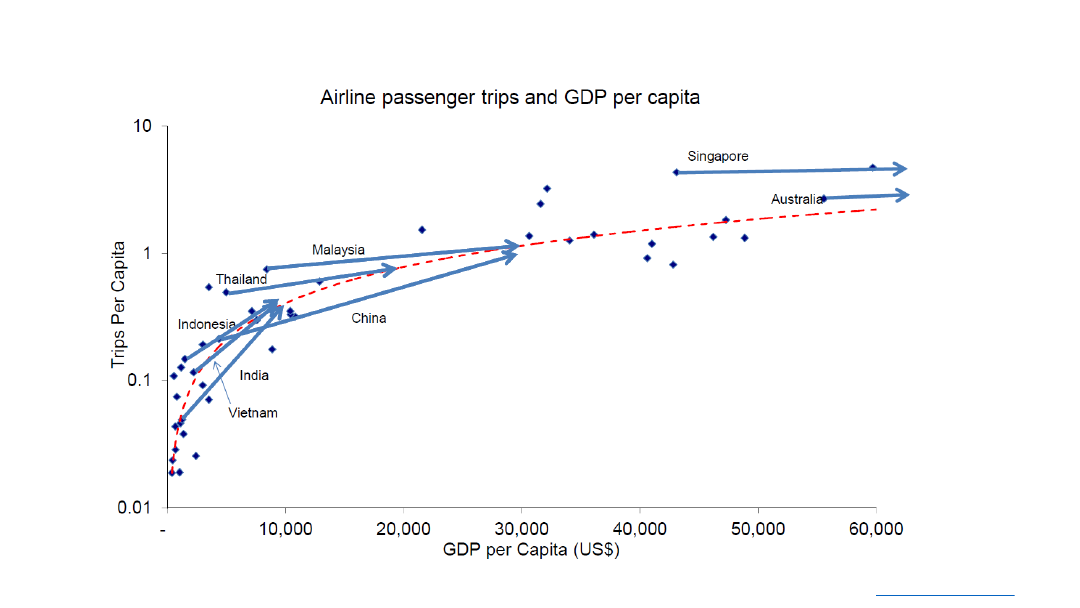 Airline passenger trips and GDP per capita
10
Singapore
Australia
Trips Per Capita
1
Malaysia
Thailand
Indonesia
China
0.1
India
Vietnam
0.01
-
10,000
20,000
30,000
40,000
50,000
60,000
GDP per Capita (US$)